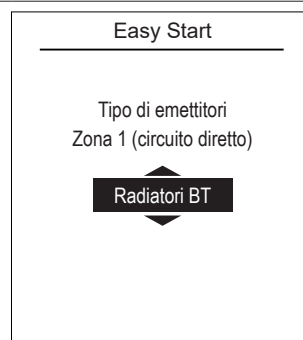 Easy Start
Tipo di emettitori
Zona 1 (circuito diretto)
Radiatori BT